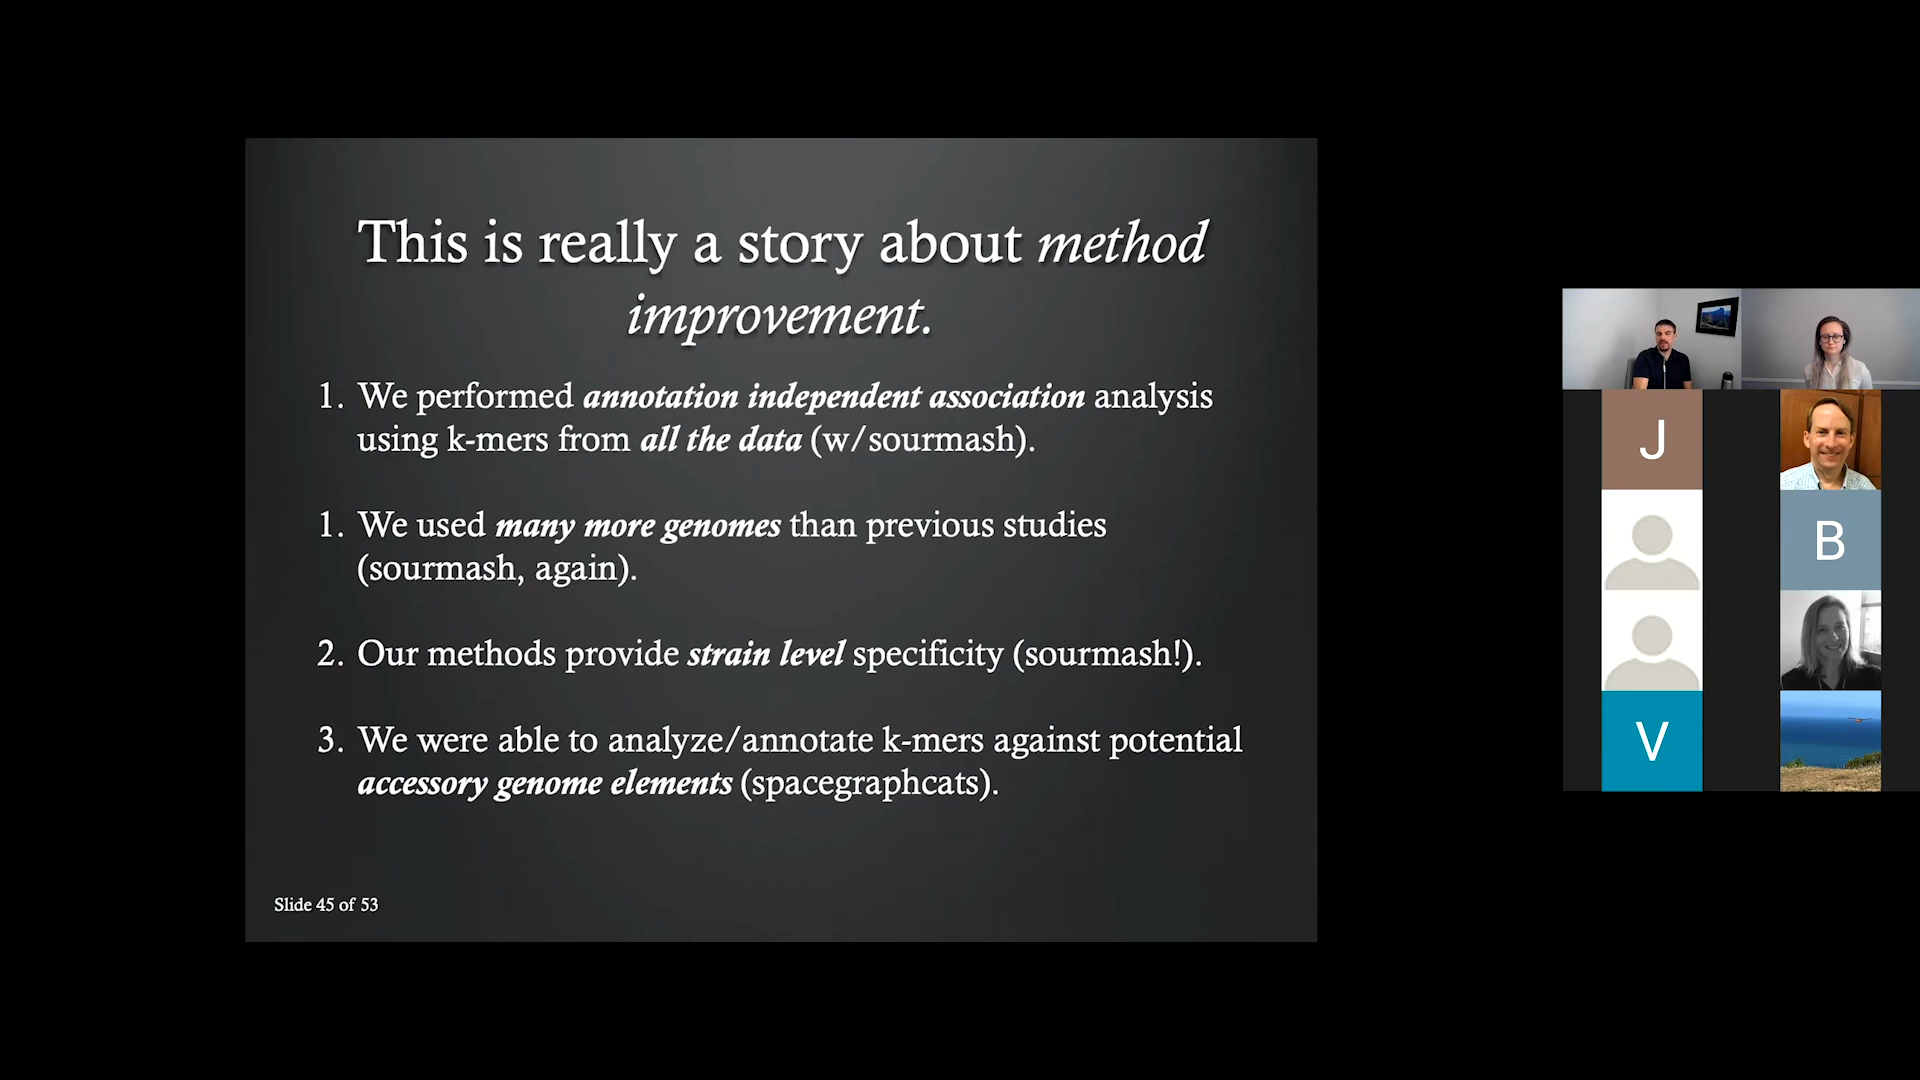 This is really a story about method
improvement.
1. We performed annotation independent association analysis
using k-mers from all the data (w/sourmash).
1. We used many more genomes than previous studies
(sourmash, again).
2. Our methods provide strain level specificity (sourmash!).
3. We were able to analyze/annotate k-mers against potential
accessory genome elements (spacegraphcats).
Slide 45 of 53
J
B
V